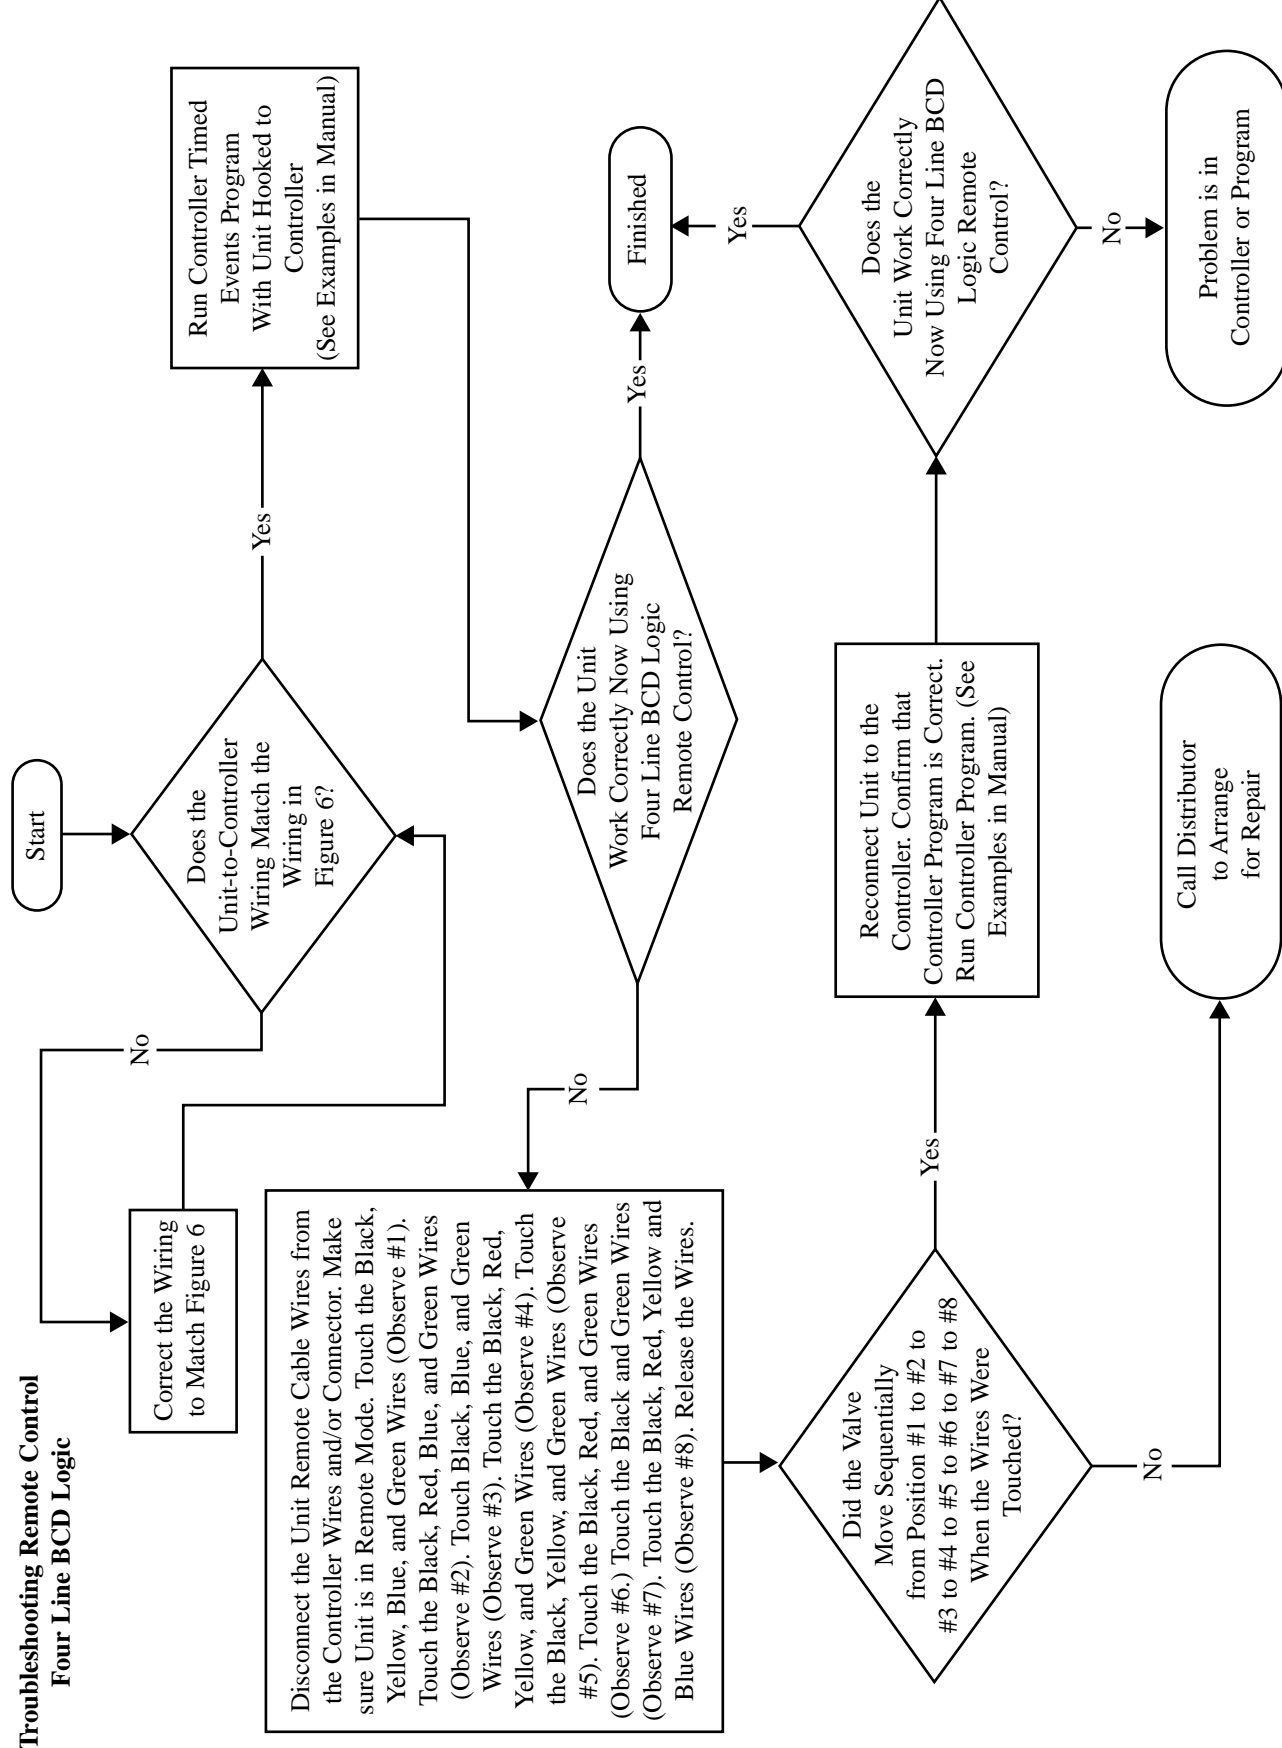 Troubleshooting Remote Control
Four Line BCD Logic
Start
Does the
Unit-to-Controller
Wiring Match the
Wiring in
Figure 6?
No
Correct the Wiring
to Match Figure 6
Yes
Run Controller Timed
Events Program
With Unit Hooked to
Controller
(See Examples in Manual)
Does the Unit
Work Correctly Now Using
Four Line BCD Logic
Remote Control?
Yes
Finished
No
Disconnect the Unit Remote Cable Wires from
the Controller Wires and/or Connector. Make
sure Unit is in Remote Mode. Touch the Black,
Yellow, Blue, and Green Wires (Observe #1).
Touch the Black, Red, Blue, and Green Wires
(Observe #2). Touch Black, Blue, and Green
Wires (Observe #3). Touch the Black, Red,
Yellow, and Green Wires (Observe #4). Touch
the Black, Yellow, and Green Wires (Observe
#5). Touch the Black, Red, and Green Wires
(Observe #6.) Touch the Black and Green Wires
(Observe #7). Touch the Black, Red, Yellow and
Blue Wires (Observe #8). Release the Wires.
Did the Valve
Move Sequentially
from Position #1 to #2 to
#3 to #4 to #5 to #6 to #7 to #8
When the Wires Were
Touched?
Yes
Reconnect Unit to the
Controller. Confirm that
Controller Program is Correct.
Run Controller Program. (See
Examples in Manual)
Does the
Unit Work Correctly
Now Using Four Line BCD
Logic Remote
Control?
Yes
No
Problem is in
Controller or Program
No
Call Distributor
to Arrange
for Repair